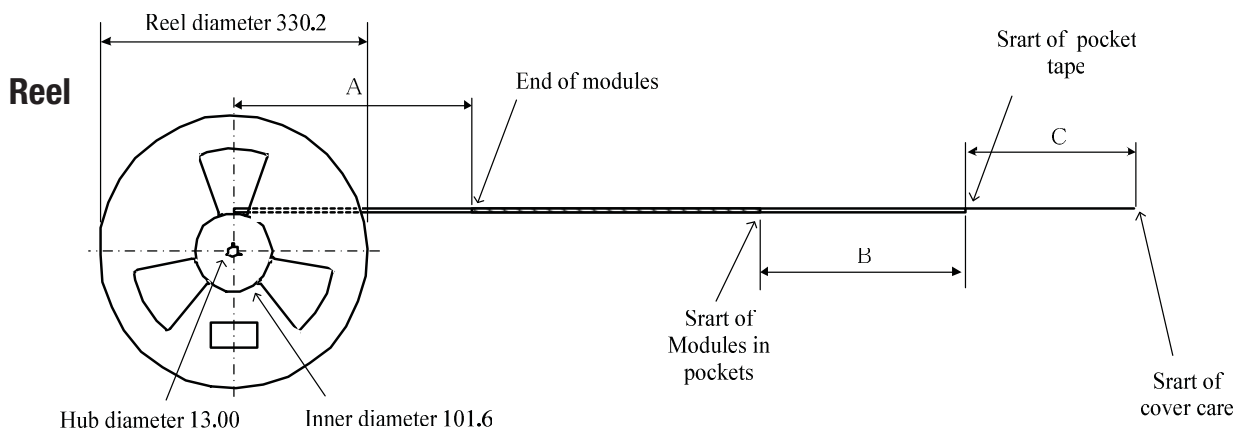 Reel diameter 330.2
Srart of pocket
tape
Reel
A
End of modules
C
B
Srart of
Modules in
pockets
Srart of
cover care
Hub diameter 13.00
Inner diameter 101.6